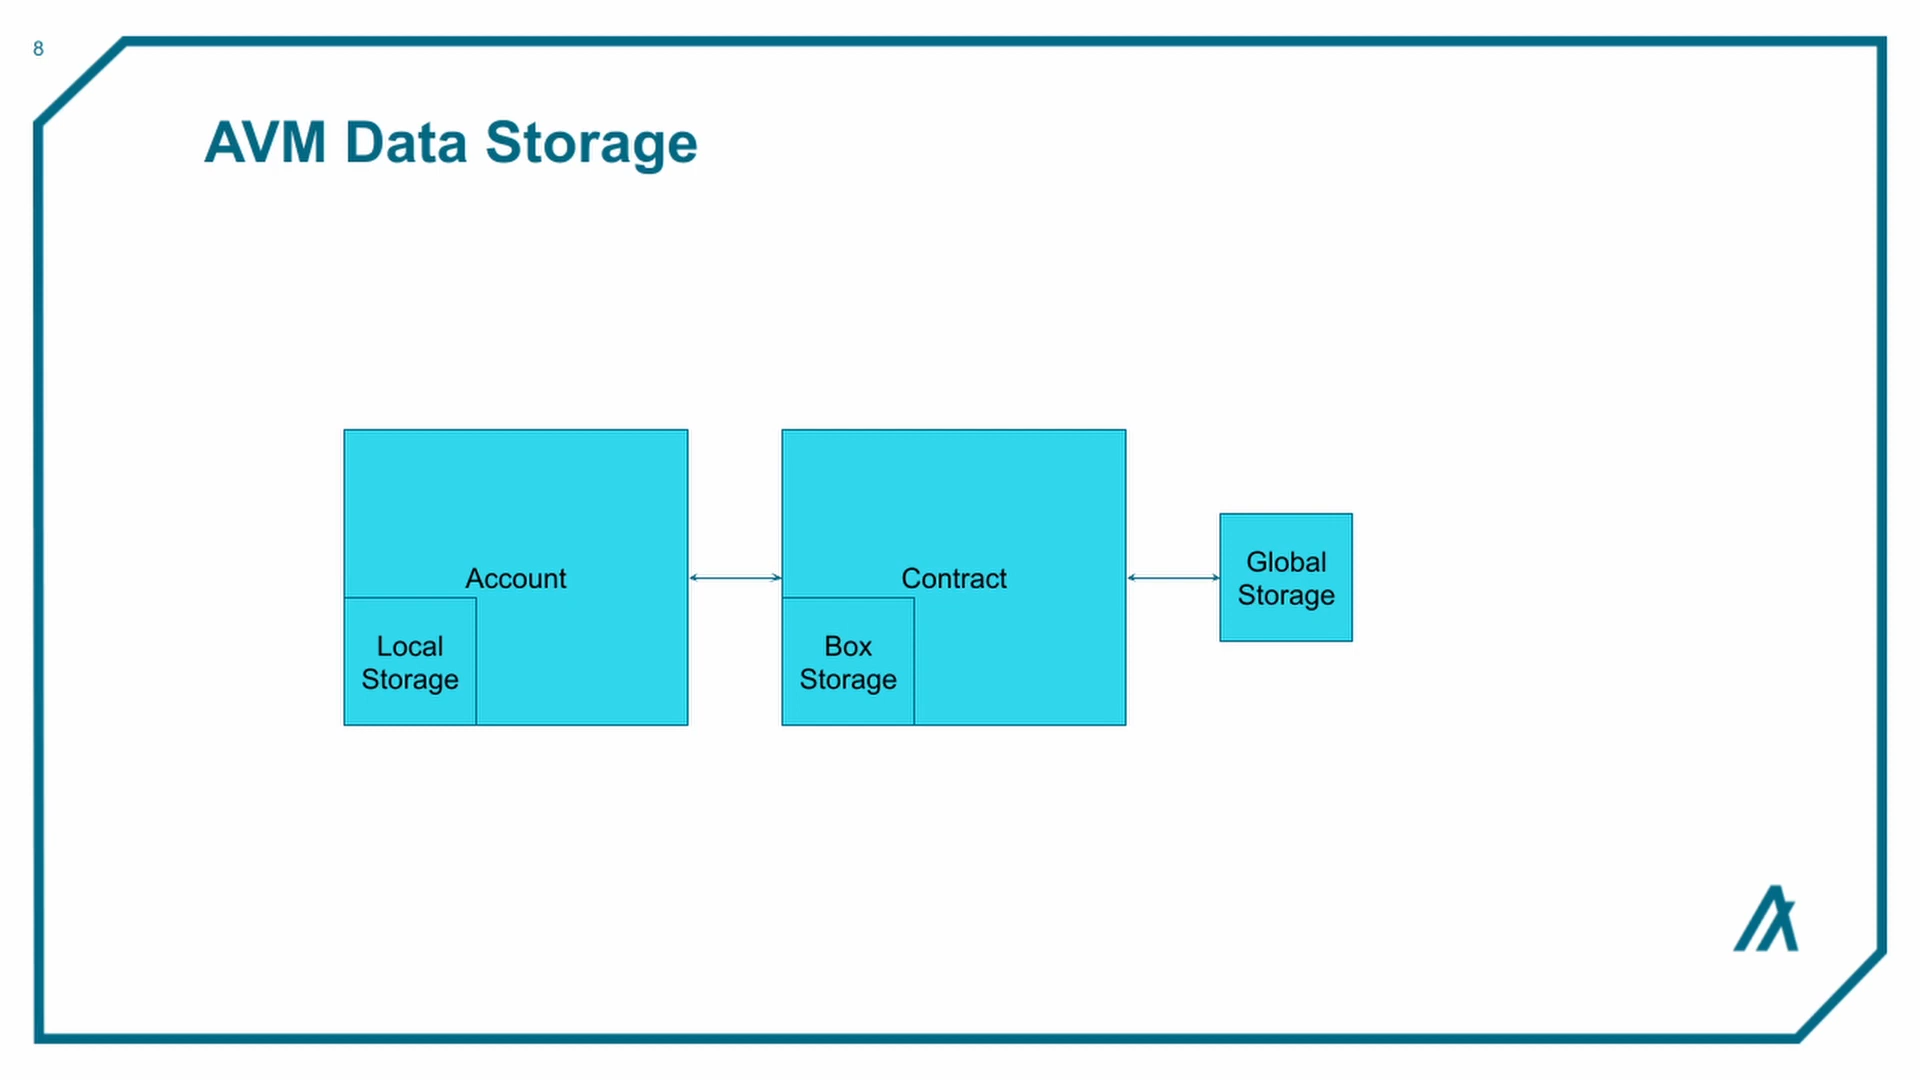 8
AVM Data Storage
Account
Local
Storage
Contract
Box
Storage
Global
Storage